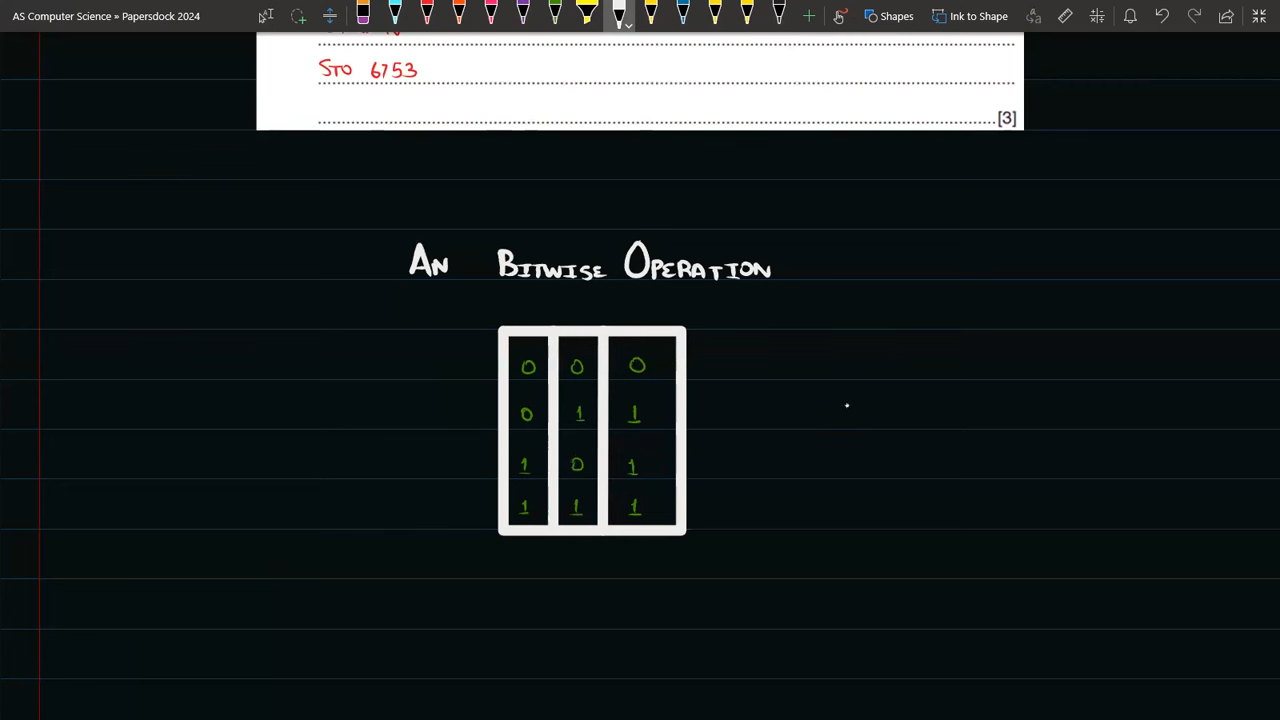 AS Computer Science » Papersdock 2024
Shapes
Ink to Shape
STO 6753
[3]
AN BITWISE OPERATION
0 0 0
0 1 1
1 0 1
1 1 1